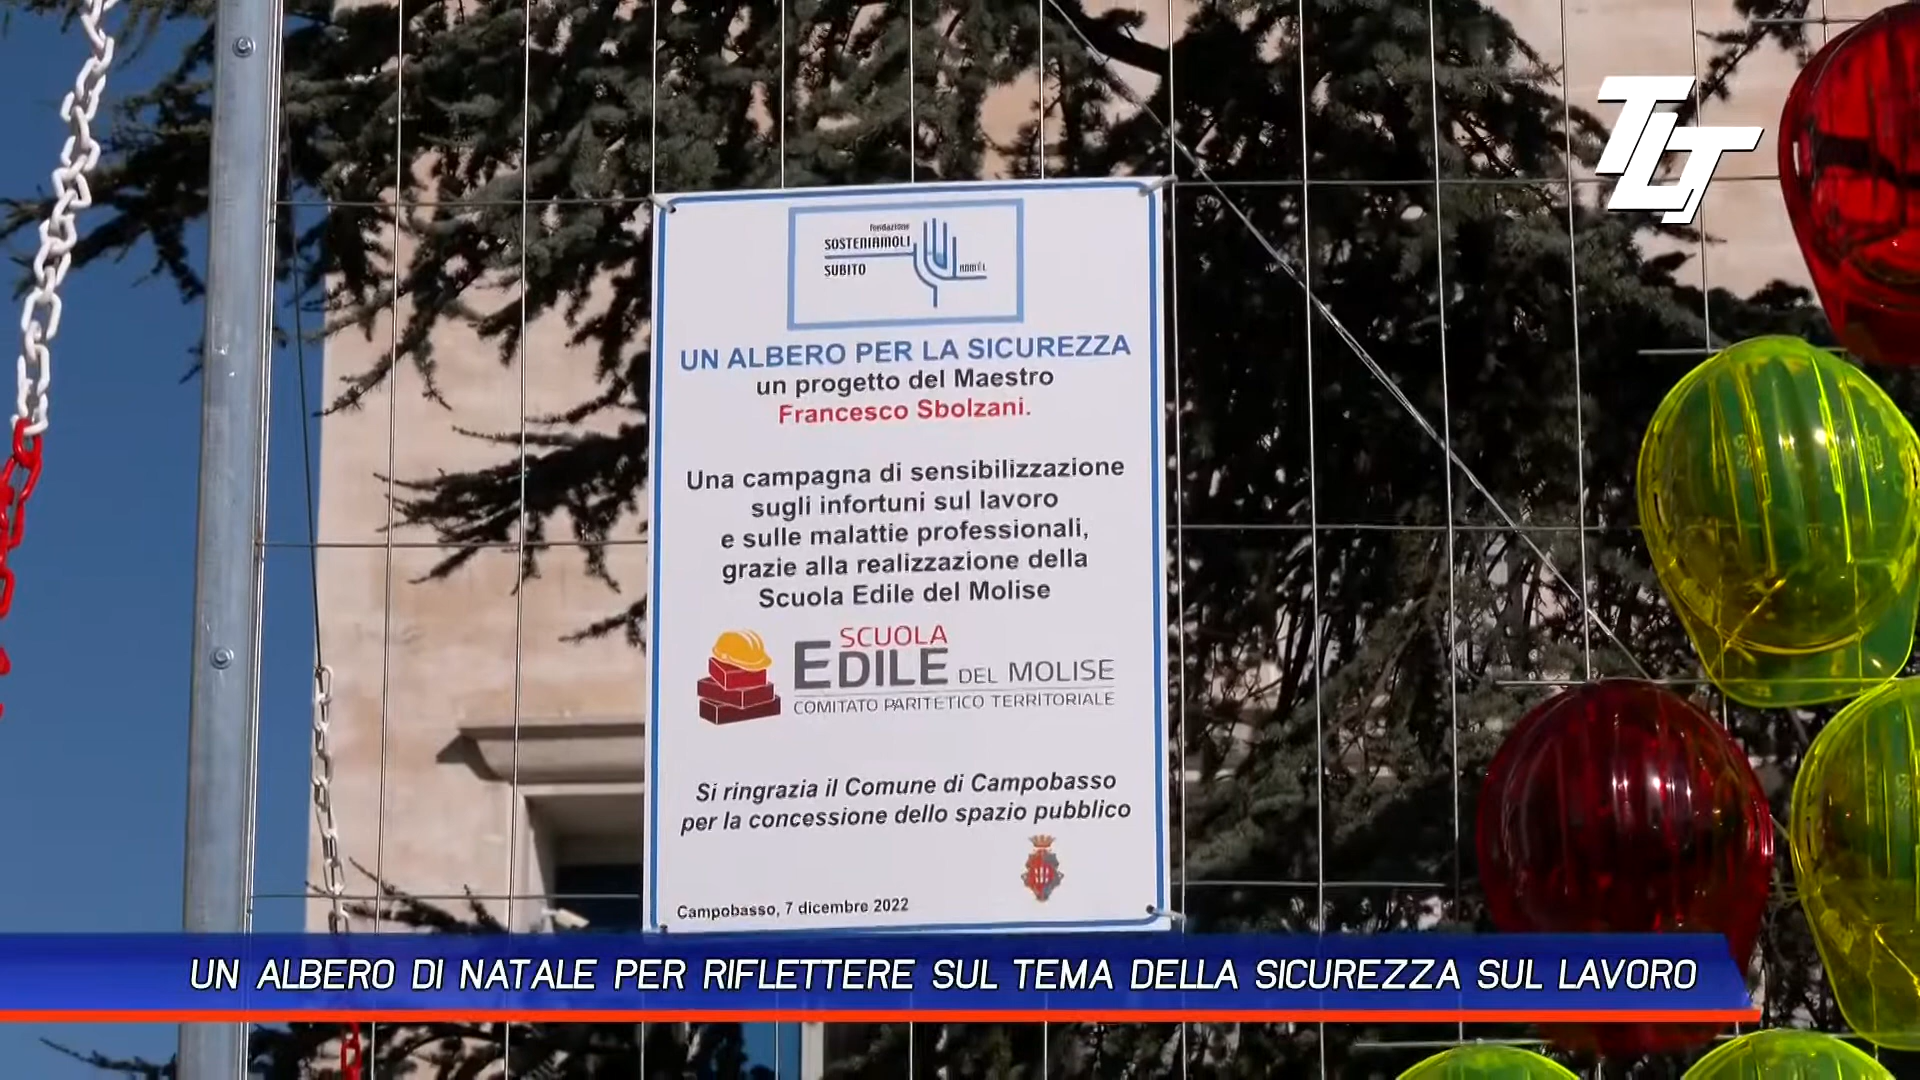 TLT
fondazione
SOSTENIAMOLI
SUBITO
ANMÉL
UN ALBERO PER LA SICUREZZA
un progetto del Maestro
Francesco Sbolzani.
Una campagna di sensibilizzazione
sugli infortuni sul lavoro
e sulle malattie professionali,
grazie alla realizzazione della
Scuola Edile del Molise
SCUOLA
EDILE DEL MOLISE
COMITATO PARITETICO TERRITORIALE
Si ringrazia il Comune di Campobasso
per la concessione dello spazio pubblico
Campobasso, 7 dicembre 2022
UN ALBERO DI NATALE PER RIFLETTERE SUL TEMA DELLA SICUREZZA SUL LAVORO